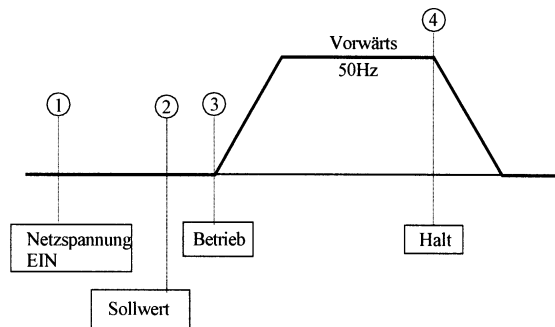 Vorwärts
50Hz
1
2
3
4
Netzspannung
EIN
Sollwert
Betrieb
Halt